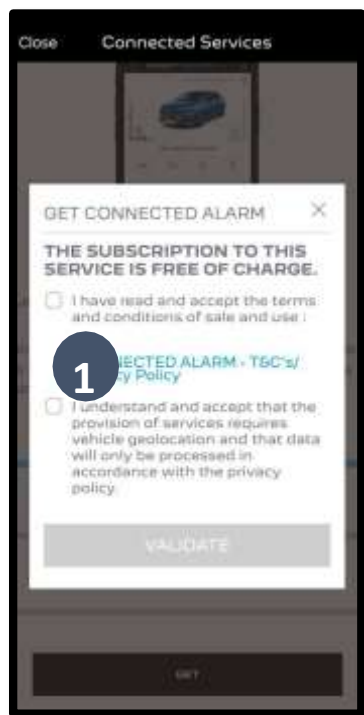 Close Connected Services
GET CONNECTED ALARM
THE SUBSCRIPTION TO THIS
SERVICE IS FREE OF CHARGE.
I have read and accept the terms
and conditions of sale and use :
ALARM - T&C's/
1
Policy
I understand and accept that the
provision of services requires
vehicle geolocation and that data
will only be processed in
accordance with the privacy
policy.
VALIDATE
GET